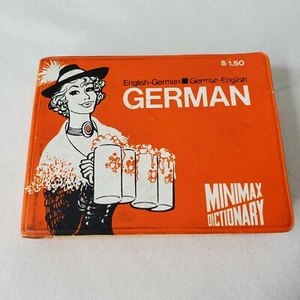 $ 1.50
English-German ■ German-English
GERMAN
MINIMAX
DICTIONARY